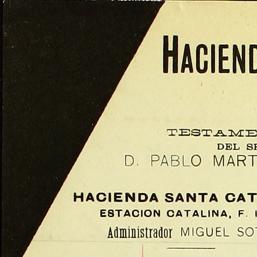 HACIEND
TESTAME
DEL SE
D. PABLO MART
HACIENDA SANTA CAT
ESTACION CATALINA, F.
Administrador MIGUEL SOT